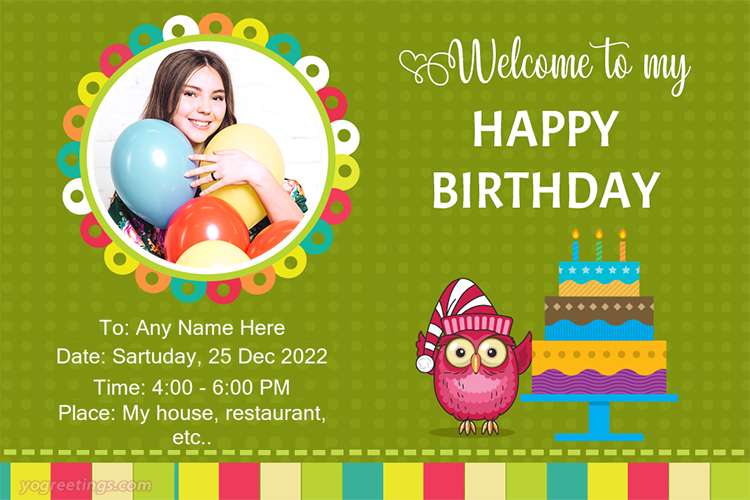 Welcome to my
HAPPY
BIRTHDAY
To: Any Name Here
Date: Sartuday, 25 Dec 2022
Time: 4:00 - 6:00 PM
Place: My house, restaurant,
etc..
yogreetings.com